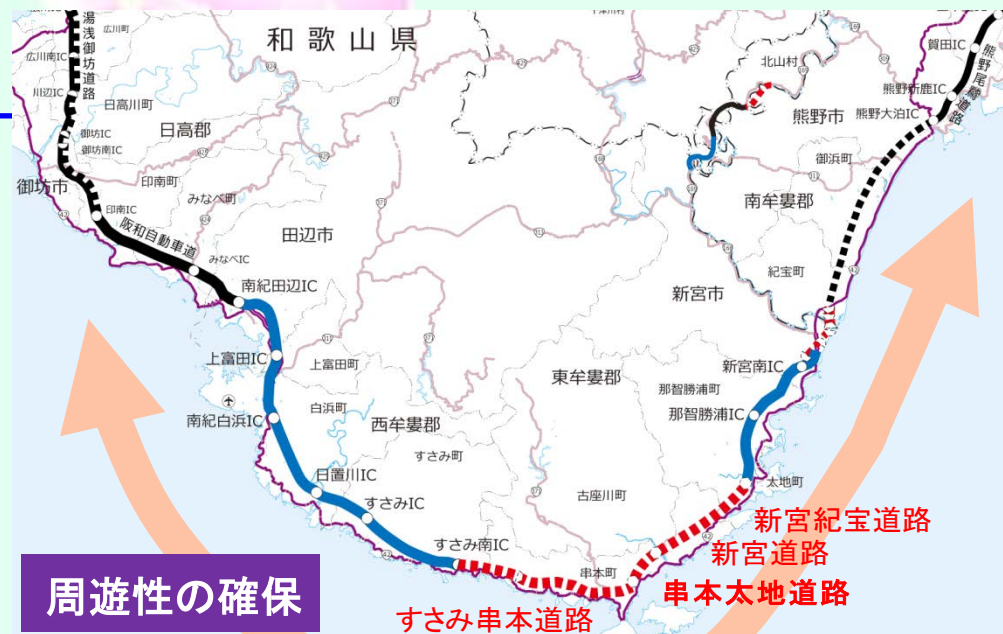 和歌山県
湯浅御坊道路
広川町
広川南IC
川辺IC
日高川町
日高郡
御坊IC
御坊南IC
御坊市
印南町
みなべ町
印南IC
阪和自動車道
みなべIC
田辺市
南紀田辺IC
上富田IC
上富田町
南紀白浜IC
白浜町
西牟婁郡
すさみ町
日置川IC
すさみIC
すさみ南IC
北山村
賀田IC
熊野尾鷲道路
熊野新鹿IC
熊野市
熊野大泊IC
御浜町
南牟婁郡
紀宝町
新宮市
新宮南IC
東牟婁郡
那智勝浦町
那智勝浦IC
太地町
古座川町
串本町
新宮紀宝道路
新宮道路
串本太地道路
すさみ串本道路
周遊性の確保